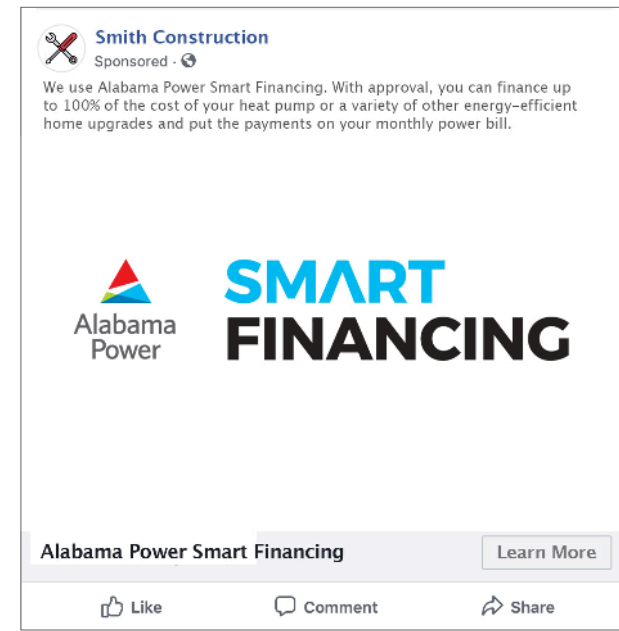 Smith Construction
Sponsored ·
We use Alabama Power Smart Financing. With approval, you can finance up
to 100% of the cost of your heat pump or a variety of other energy-efficient
home upgrades and put the payments on your monthly power bill.
SMART
FINANCING
Alabama
Power
Alabama Power Smart Financing
Learn More
Like
Comment
Share